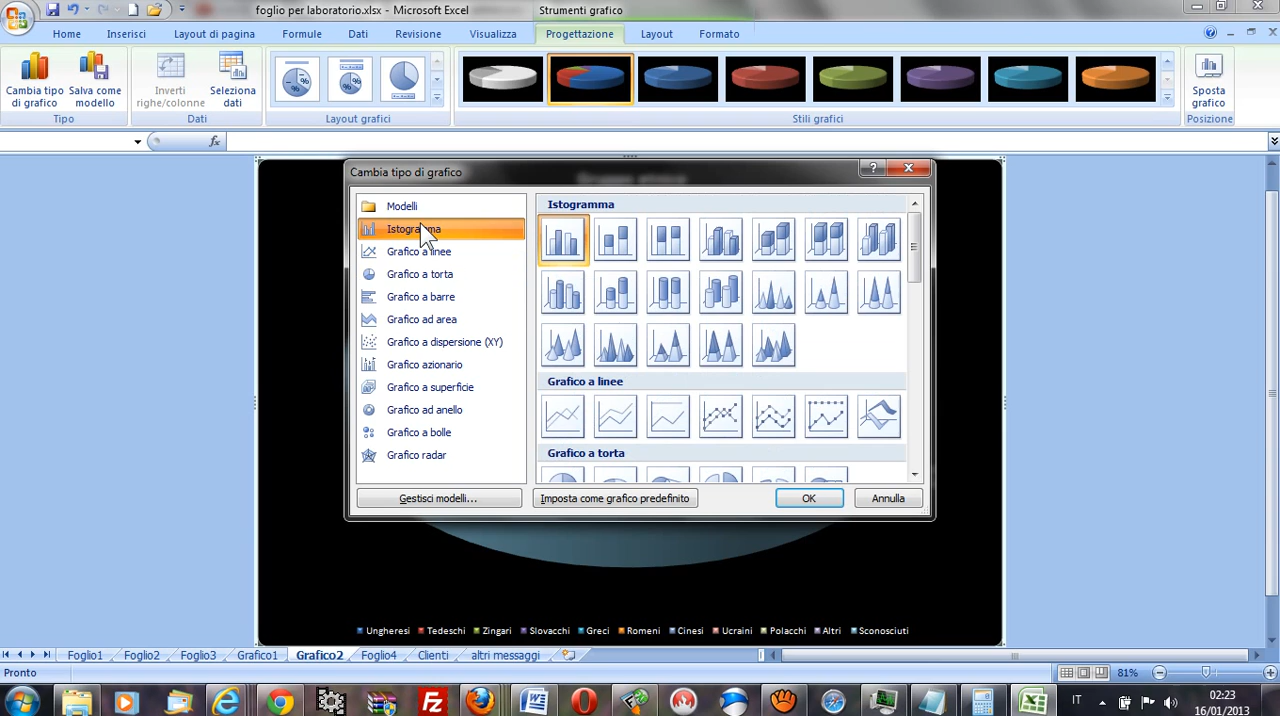 foglio per laboratorio.xlsx - Microsoft Excel
Strumenti grafico
Home Inserisci Layout di pagina Formule Dati Revisione Visualizza Progettazione Layout Formato
Cambia tipo di grafico
Salva come modello
Inverti righe/colonne
Seleziona dati
Sposta grafico
Tipo Dati Layout grafici Stili grafici Posizione
fx
Gruppo etnico
Cambia tipo di grafico
Modelli
Istogramma
Grafico a linee
Grafico a torta
Grafico a barre
Grafico ad area
Grafico a dispersione (XY)
Grafico azionario
Grafico a superficie
Grafico ad anello
Grafico a bolle
Grafico radar
Istogramma
Grafico a linee
Grafico a torta
Gestisci modelli...
Imposta come grafico predefinito
OK
Annulla
Ungheresi Tedeschi Zingari Slovacchi Greci Romeni Cinesi Ucraini Polacchi Altri Sconosciuti
Foglio1 Foglio2 Foglio3 Grafico1 Grafico2 Foglio4 Clienti altri messaggi
Pronto
81%
IT
02:23
16/01/2013